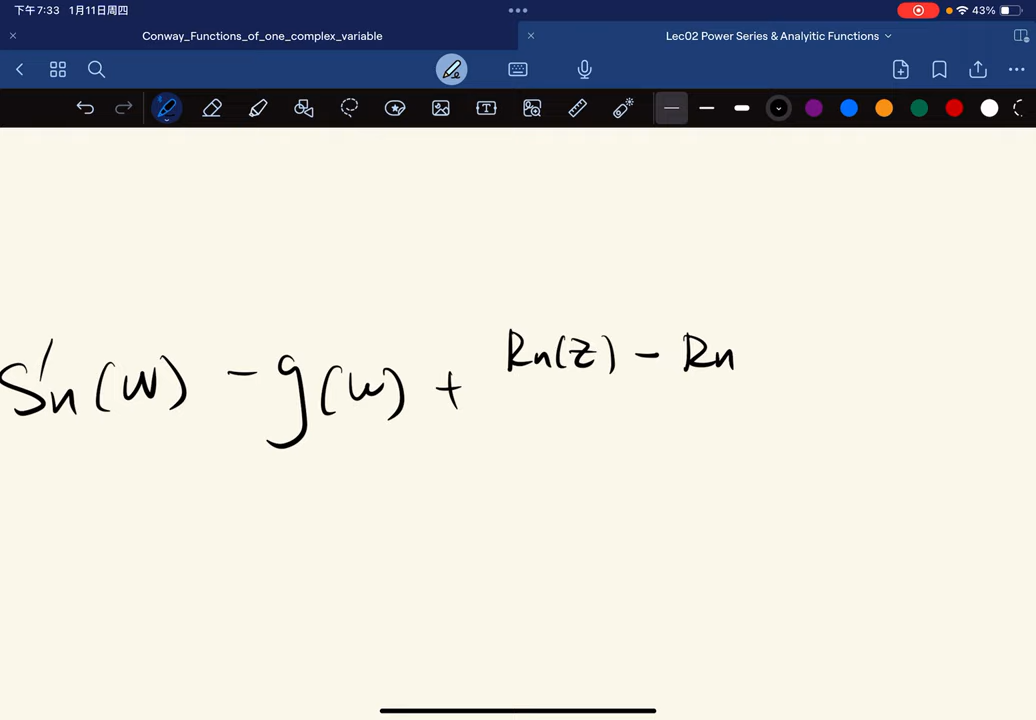 下午7:33 1月11日周四
43%
Conway_Functions_of_one_complex_variable
Lec02 Power Series & Analyitic Functions
S'n(w) - g(w) + Rn(z) - Rn